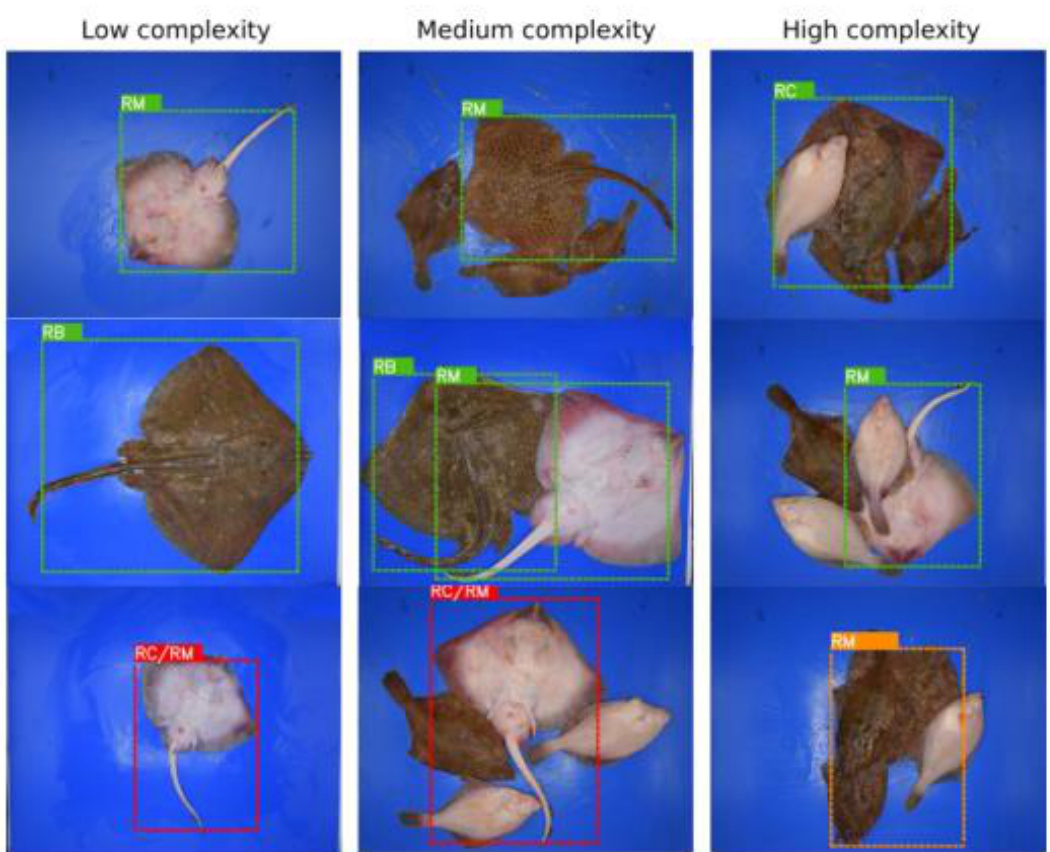 Low complexity
Medium complexity
High complexity
RM
RM
RC
RB
RB
RM
RM
RC/RM
RC/RM
RM